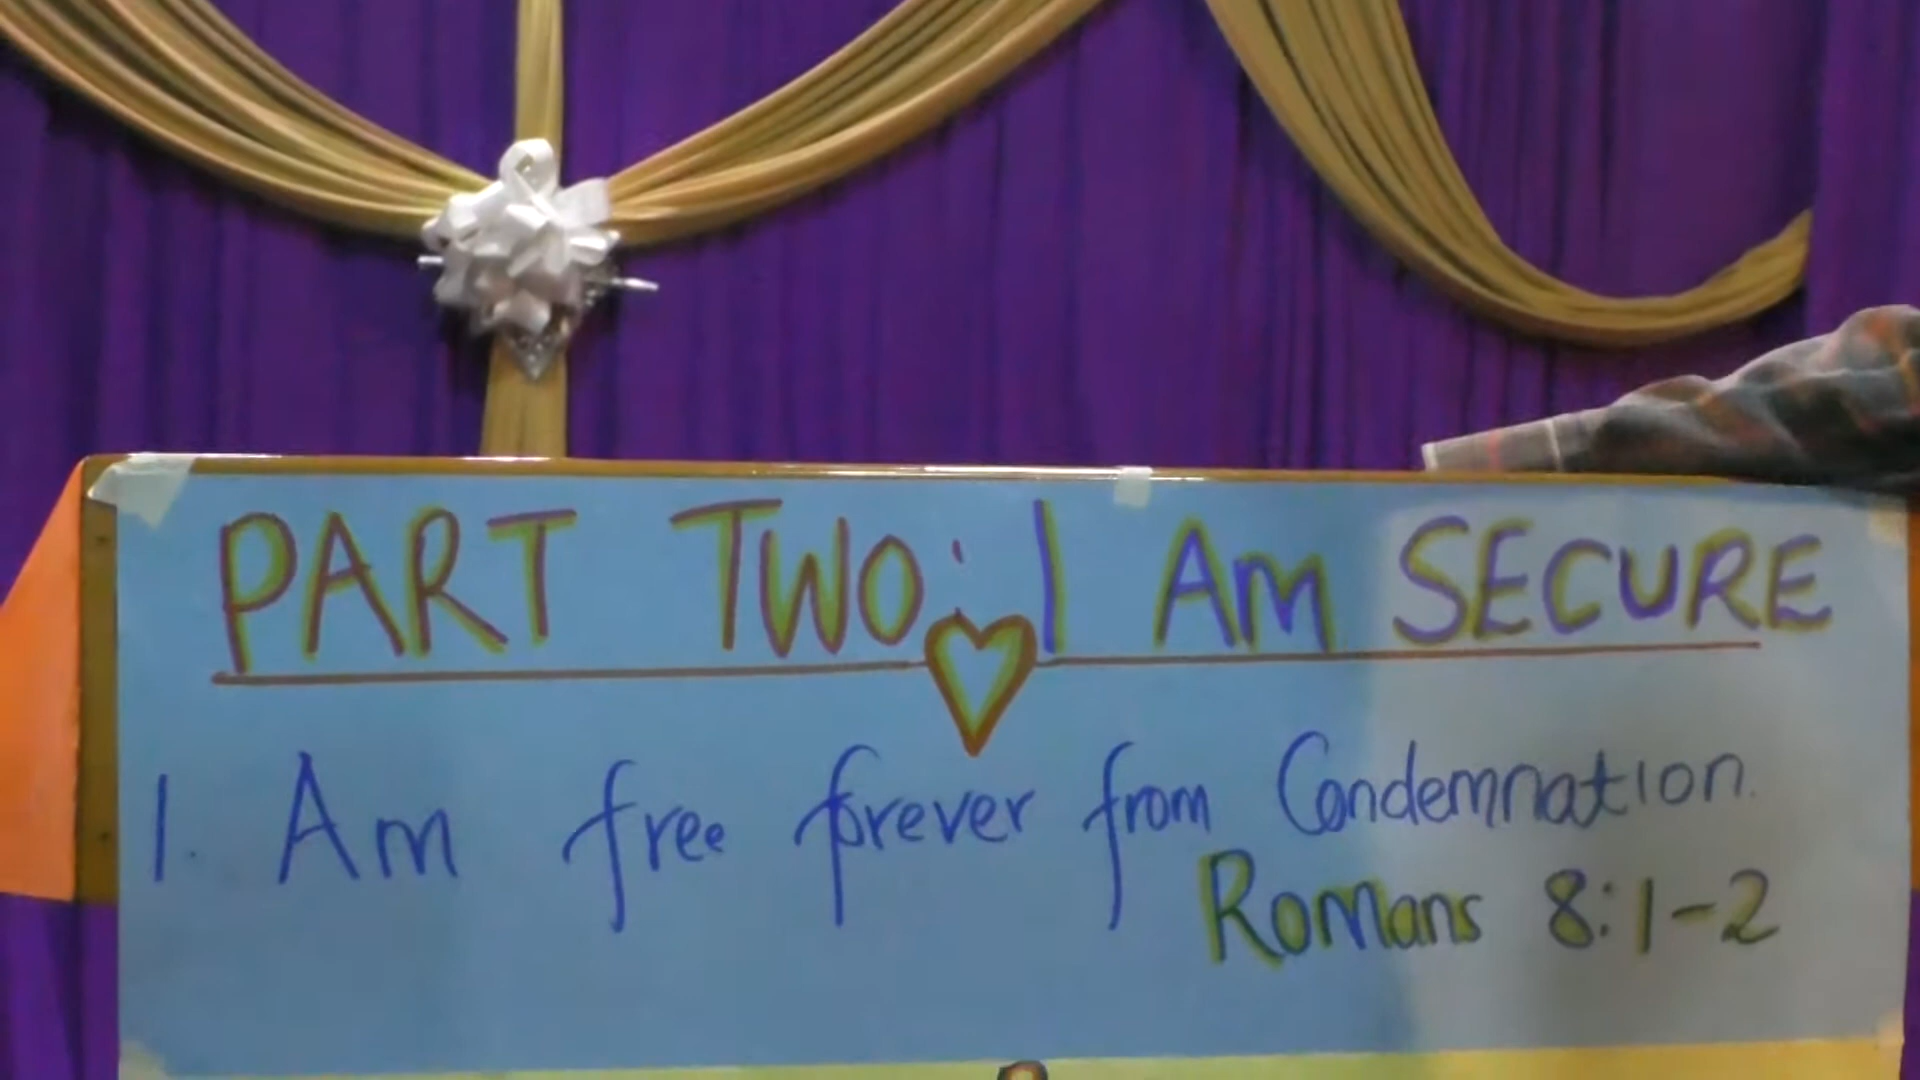 PART TWO: I AM SECURE
1. Am free forever from Condemnation.
Romans 8:1-2